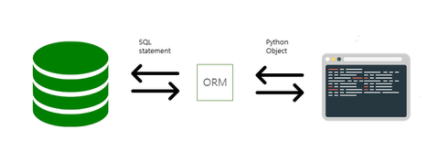 SQL
statement
Python
Object
ORM